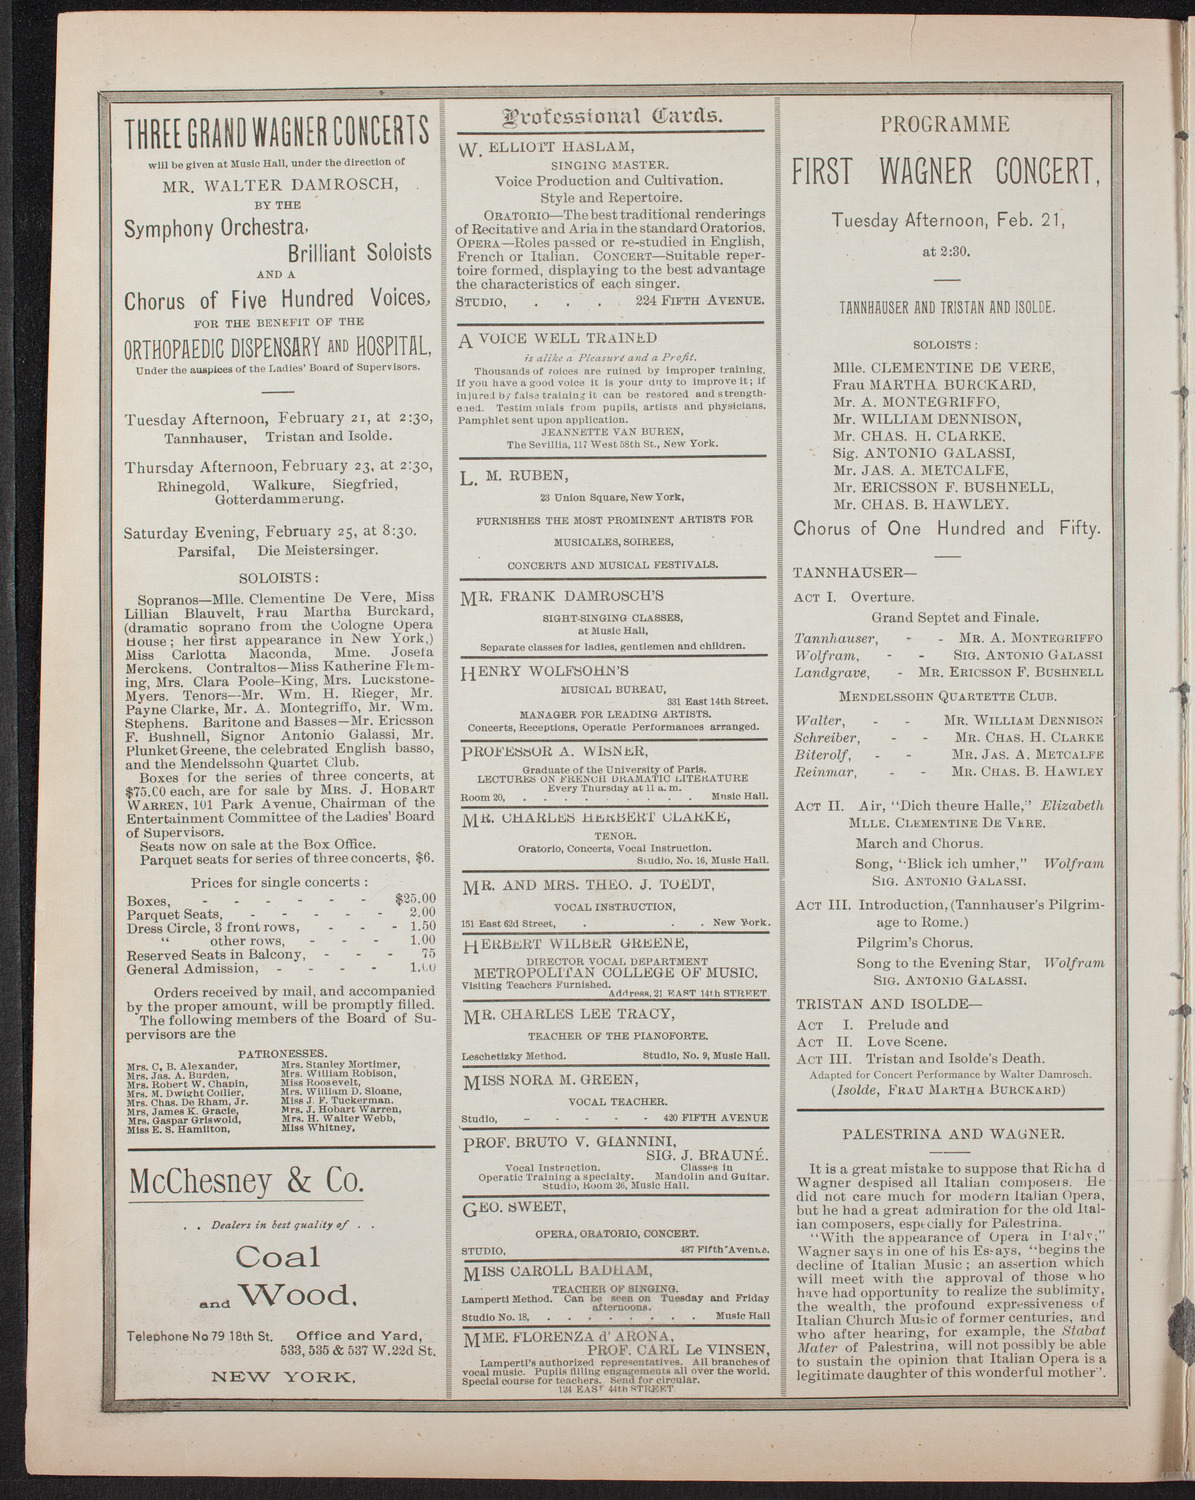 THREE GRAND WAGNER CONCERTS
will be given at Music Hall, under the direction of
MR. WALTER DAMROSCH,
BY THE
Symphony Orchestra,
Brilliant Soloists
AND A
Chorus of Five Hundred Voices,
FOR THE BENEFIT OF THE
ORTHOPAEDIC DISPENSARY AND HOSPITAL,
Under the auspices of the Ladies' Board of Supervisors.
Tuesday Afternoon, February 21, at 2:30,
Tannhauser, Tristan and Isolde.
Thursday Afternoon, February 23, at 2:30,
Rhinegold, Walkure, Siegfried,
Gotterdammerung.
Saturday Evening, February 25, at 8:30.
Parsifal, Die Meistersinger.
SOLOISTS:
Sopranos—Mlle. Clementine De Vere, Miss
Lillian Blauvelt, Frau Martha Burckard,
(dramatic soprano from the Cologne Opera
House; her first appearance in New York,)
Miss Carlotta Maconda, Mme. Josefa
Merckens. Contraltos—Miss Katherine Flem-
ing, Mrs. Clara Poole-King, Mrs. Luckstone-
Myers. Tenors—Mr. Wm. H. Rieger, Mr.
Payne Clarke, Mr. A. Montegriffo, Mr. Wm.
Stephens. Baritone and Basses—Mr. Ericsson
F. Bushnell, Signor Antonio Galassi, Mr.
Plunket Greene, the celebrated English basso,
and the Mendelssohn Quartet Club.
Boxes for the series of three concerts, at
$75.00 each, are for sale by MRS. J. HOBART
WARREN, 101 Park Avenue, Chairman of the
Entertainment Committee of the Ladies' Board
of Supervisors.
Seats now on sale at the Box Office.
Parquet seats for series of three concerts, $6.
Prices for single concerts:
Boxes, - - - - - - $25.00
Parquet Seats, - - - - - 2.00
Dress Circle, 3 front rows, - - - 1.50
" other rows, - - - 1.00
Reserved Seats in Balcony, - - - 75
General Admission, - - - - 1.00
Orders received by mail, and accompanied
by the proper amount, will be promptly filled.
The following members of the Board of Su-
pervisors are the
PATRONESSES.
Mrs. C. B. Alexander, Mrs. Stanley Mortimer,
Mrs. Jas. A. Burden, Mrs. William Robison,
Mrs. Robert W. Chapin, Miss Roosevelt,
Mrs. M. Dwight Collier, Mrs. William D. Sloane,
Mrs. Chas. De Rham, Jr. Miss J. F. Tuckerman.
Mrs. James K. Gracie, Mrs. J. Hobart Warren,
Mrs. Gaspar Griswold, Mrs. H. Walter Webb,
Miss E. S. Hamilton, Miss Whitney,
McChesney & Co.
. . Dealers in best quality of . .
Coal
and Wood.
Telephone No 79 18th St. Office and Yard,
533, 535 & 537 W. 22d St.
NEW YORK.
Professional Cards.
W. ELLIOTT HASLAM,
SINGING MASTER.
Voice Production and Cultivation.
Style and Repertoire.
ORATORIO—The best traditional renderings
of Recitative and Aria in the standard Oratorios.
OPERA—Roles passed or re-studied in English,
French or Italian. CONCERT—Suitable reper-
toire formed, displaying to the best advantage
the characteristics of each singer.
STUDIO, . . . . 224 FIFTH AVENUE.
A VOICE WELL TRAINED
is alike a Pleasure and a Profit.
Thousands of voices are ruined by improper training.
If you have a good voice it is your duty to improve it; if
injured by false training it can be restored and strength-
ened. Testimonials from pupils, artists and physicians.
Pamphlet sent upon application.
JEANNETTE VAN BUREN,
The Sevillia, 117 West 58th St., New York.
L. M. RUBEN,
23 Union Square, New York,
FURNISHES THE MOST PROMINENT ARTISTS FOR
MUSICALES, SOIREES,
CONCERTS AND MUSICAL FESTIVALS.
MR. FRANK DAMROSCH'S
SIGHT-SINGING CLASSES,
at Music Hall,
Separate classes for ladies, gentlemen and children.
HENRY WOLFSOHN'S
MUSICAL BUREAU,
331 East 14th Street.
MANAGER FOR LEADING ARTISTS.
Concerts, Receptions, Operatic Performances arranged.
PROFESSOR A. WISNER,
Graduate of the University of Paris.
LECTURES ON FRENCH DRAMATIC LITERATURE
Every Thursday at 11 a. m.
Room 20, . . . . . . . . . Music Hall.
MR. CHARLES HERBERT CLARKE,
TENOR.
Oratorio, Concerts, Vocal Instruction.
Studio, No. 16, Music Hall.
MR. AND MRS. THEO. J. TOEDT,
VOCAL INSTRUCTION,
151 East 62d Street, . . . New York.
HERBERT WILBER GREENE,
DIRECTOR VOCAL DEPARTMENT
METROPOLITAN COLLEGE OF MUSIC.
Visiting Teachers Furnished.
Address, 21 EAST 14th STREET.
MR. CHARLES LEE TRACY,
TEACHER OF THE PIANOFORTE.
Leschetizky Method. Studio, No. 9, Music Hall.
MISS NORA M. GREEN,
VOCAL TEACHER.
Studio, - - - - - 420 FIFTH AVENUE
PROF. BRUTO V. GIANNINI,
SIG. J. BRAUNÉ.
Vocal Instruction. Classes in
Operatic Training a specialty. Mandolin and Guitar.
Studio, Room 26, Music Hall.
GEO. SWEET,
OPERA, ORATORIO, CONCERT.
STUDIO, 487 Fifth Avenue.
MISS CAROLL BADHAM,
TEACHER OF SINGING.
Lamperti Method. Can be seen on Tuesday and Friday
afternoons.
Studio No. 18, . . . . . . . Music Hall
MME. FLORENZA d' ARONA,
PROF. CARL Le VINSEN,
Lamperti's authorized representatives. All branches of
vocal music. Pupils filling engagements all over the world.
Special course for teachers. Send for circular.
124 EAST 44th STREET.
PROGRAMME
FIRST WAGNER CONCERT,
Tuesday Afternoon, Feb. 21,
at 2:30.
TANNHAUSER AND TRISTAN AND ISOLDE.
SOLOISTS:
Mlle. CLEMENTINE DE VERE,
Frau MARTHA BURCKARD,
Mr. A. MONTEGRIFFO,
Mr. WILLIAM DENNISON,
Mr. CHAS. H. CLARKE,
Sig. ANTONIO GALASSI,
Mr. JAS. A. METCALFE,
Mr. ERICSSON F. BUSHNELL,
Mr. CHAS. B. HAWLEY.
Chorus of One Hundred and Fifty.
TANNHAUSER—
ACT I. Overture.
Grand Septet and Finale.
Tannhauser, - - MR. A. MONTEGRIFFO
Wolfram, - - SIG. ANTONIO GALASSI
Landgrave, - MR. ERICSSON F. BUSHNELL
MENDELSSOHN QUARTETTE CLUB.
Walter, - - MR. WILLIAM DENNISON
Schreiber, - - MR. CHAS. H. CLARKE
Biterolf, - - MR. JAS. A. METCALFE
Reinmar, - - MR. CHAS. B. HAWLEY
ACT II. Air, "Dich theure Halle," Elizabeth
MLLE. CLEMENTINE DE VERE.
March and Chorus.
Song, "Blick ich umher," Wolfram
SIG. ANTONIO GALASSI.
ACT III. Introduction, (Tannhauser's Pilgrim-
age to Rome.)
Pilgrim's Chorus.
Song to the Evening Star, Wolfram
SIG. ANTONIO GALASSI.
TRISTAN AND ISOLDE—
ACT I. Prelude and
ACT II. Love Scene.
ACT III. Tristan and Isolde's Death.
Adapted for Concert Performance by Walter Damrosch.
(Isolde, FRAU MARTHA BURCKARD)
PALESTRINA AND WAGNER.
It is a great mistake to suppose that Richa d
Wagner despised all Italian composers. He
did not care much for modern Italian Opera,
but he had a great admiration for the old Ital-
ian composers, especially for Palestrina.
"With the appearance of Opera in Italy,"
Wagner says in one of his Essays, "begins the
decline of Italian Music; an assertion which
will meet with the approval of those who
have had opportunity to realize the sublimity,
the wealth, the profound expressiveness of
Italian Church Music of former centuries, and
who after hearing, for example, the Stabat
Mater of Palestrina, will not possibly be able
to sustain the opinion that Italian Opera is a
legitimate daughter of this wonderful mother".